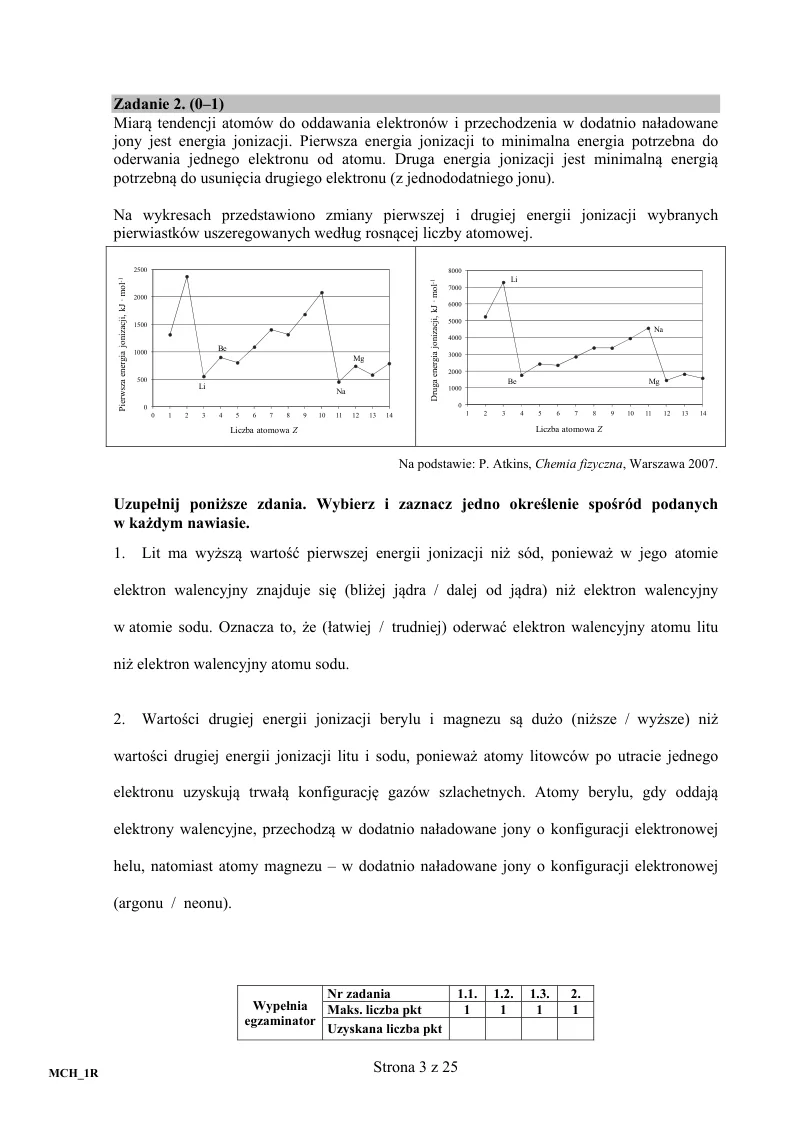 Zadanie 2. (0–1)
Miarą tendencji atomów do oddawania elektronów i przechodzenia w dodatnio naładowane
jony jest energia jonizacji. Pierwsza energia jonizacji to minimalna energia potrzebna do
oderwania jednego elektronu od atomu. Druga energia jonizacji jest minimalną energią
potrzebną do usunięcia drugiego elektronu (z jednododatniego jonu).
Na wykresach przedstawiono zmiany pierwszej i drugiej energii jonizacji wybranych
pierwiastków uszeregowanych według rosnącej liczby atomowej.
Pierwsza energia jonizacji, kJ · mol⁻¹
2500
2000
1500
1000
500
0
Be
Li
Mg
Na
0 1 2 3 4 5 6 7 8 9 10 11 12 13 14
Liczba atomowa Z
Druga energia jonizacji, kJ · mol⁻¹
8000
7000
6000
5000
4000
3000
2000
1000
0
Li
Na
Be
Mg
1 2 3 4 5 6 7 8 9 10 11 12 13 14
Liczba atomowa Z
Na podstawie: P. Atkins, Chemia fizyczna, Warszawa 2007.
Uzupełnij poniższe zdania. Wybierz i zaznacz jedno określenie spośród podanych
w każdym nawiasie.
1. Lit ma wyższą wartość pierwszej energii jonizacji niż sód, ponieważ w jego atomie
elektron walencyjny znajduje się (bliżej jądra / dalej od jądra) niż elektron walencyjny
w atomie sodu. Oznacza to, że (łatwiej / trudniej) oderwać elektron walencyjny atomu litu
niż elektron walencyjny atomu sodu.
2. Wartości drugiej energii jonizacji berylu i magnezu są dużo (niższe / wyższe) niż
wartości drugiej energii jonizacji litu i sodu, ponieważ atomy litowców po utracie jednego
elektronu uzyskują trwałą konfigurację gazów szlachetnych. Atomy berylu, gdy oddają
elektrony walencyjne, przechodzą w dodatnio naładowane jony o konfiguracji elektronowej
helu, natomiast atomy magnezu – w dodatnio naładowane jony o konfiguracji elektronowej
(argonu / neonu).
Wypełnia
egzaminator
Nr zadania 1.1. 1.2. 1.3. 2.
Maks. liczba pkt 1 1 1 1
Uzyskana liczba pkt
MCH_1R
Strona 3 z 25